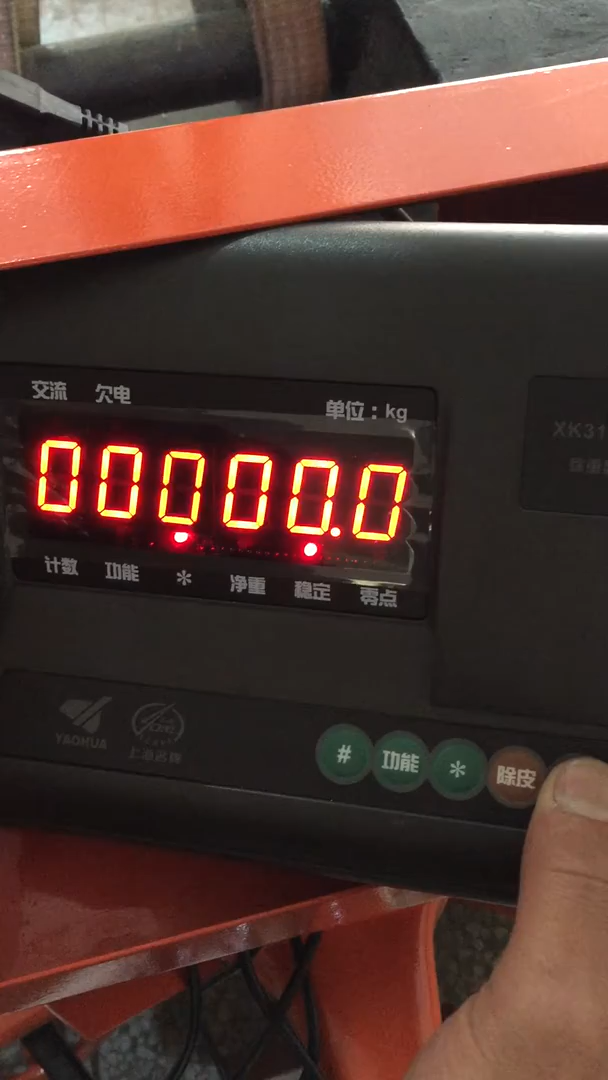 交流 欠电 单位：kg
00000.0
计数 功能 * 净重 稳定 零点
XK31
YAOHUA 上海名牌
# 功能 * 除皮